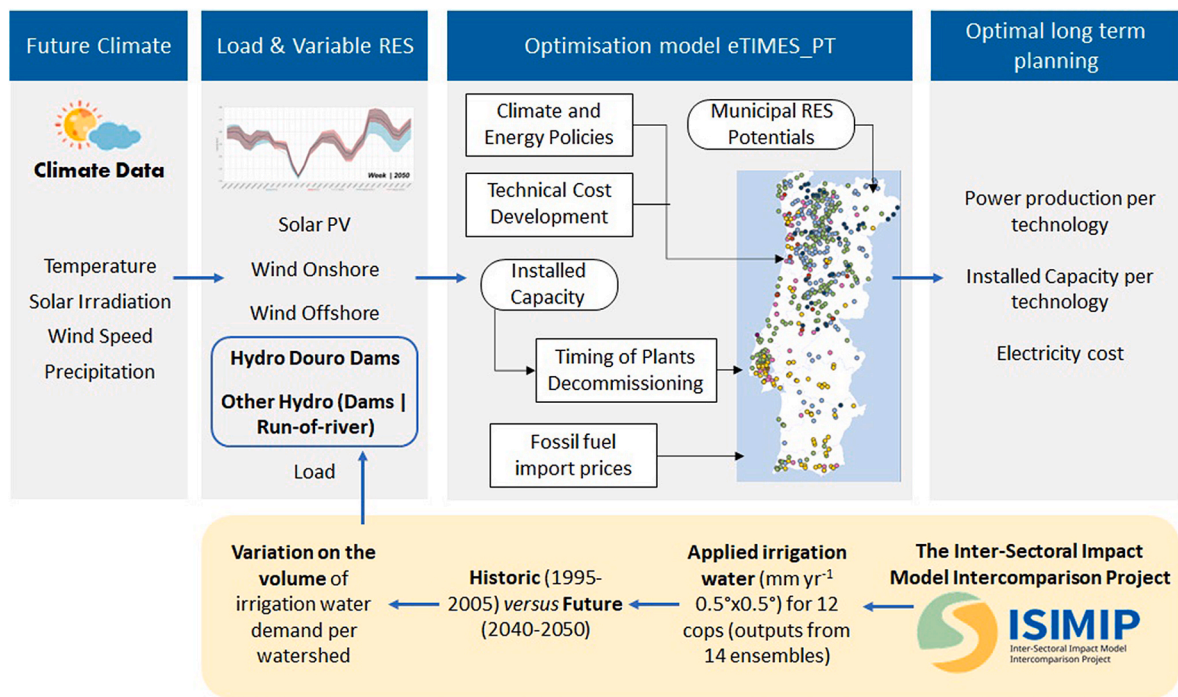 Future Climate
Load & Variable RES
Optimisation model eTIMES_PT
Optimal long term
planning
Climate Data
Temperature
Solar Irradiation
Wind Speed
Precipitation
Week | 2050
Solar PV
Wind Onshore
Wind Offshore
Hydro Douro Dams
Other Hydro (Dams |
Run-of-river)
Load
Climate and
Energy Policies
Municipal RES
Potentials
Technical Cost
Development
Installed
Capacity
Timing of Plants
Decommissioning
Fossil fuel
import prices
Power production per
technology
Installed Capacity per
technology
Electricity cost
Variation on the
volume of
irrigation water
demand per
watershed
Historic (1995-
2005) versus Future
(2040-2050)
Applied irrigation
water (mm yr⁻¹
0.5°x0.5°) for 12
cops (outputs from
14 ensembles)
The Inter-Sectoral Impact
Model Intercomparison Project
ISIMIP
Inter-Sectoral Impact Model
Intercomparison Project